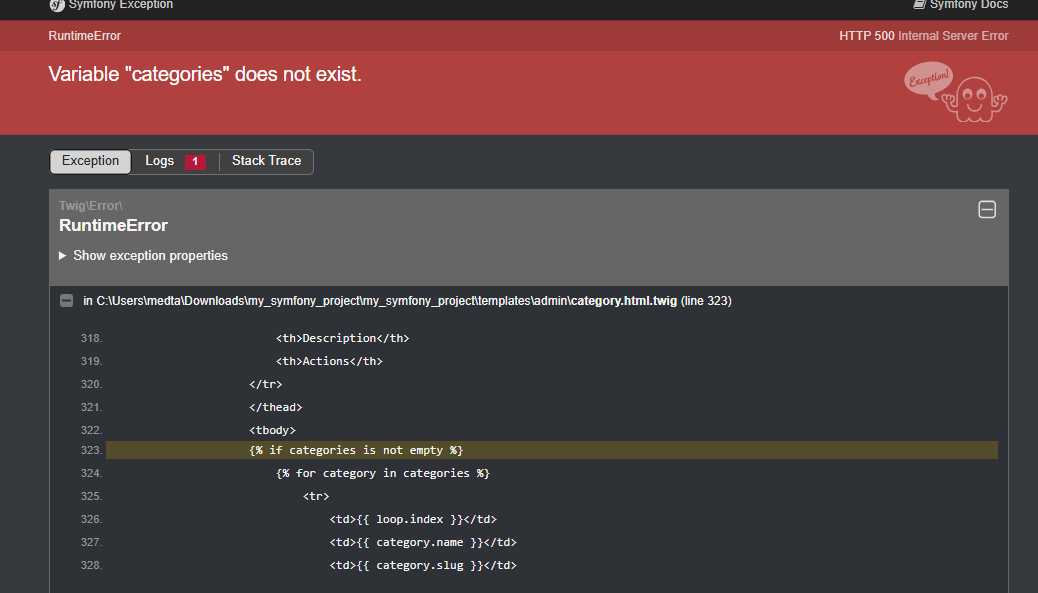 Symfony Exception
Symfony Docs
RuntimeError
HTTP 500 Internal Server Error
Variable "categories" does not exist.
Exception!
Exception
Logs 1
Stack Trace
Twig\Error\
RuntimeError
Show exception properties
in C:\Users\medta\Downloads\my_symfony_project\my_symfony_project\templates\admin\category.html.twig (line 323)
318. <th>Description</th>
319. <th>Actions</th>
320. </tr>
321. </thead>
322. <tbody>
323. {% if categories is not empty %}
324. {% for category in categories %}
325. <tr>
326. <td>{{ loop.index }}</td>
327. <td>{{ category.name }}</td>
328. <td>{{ category.slug }}</td>